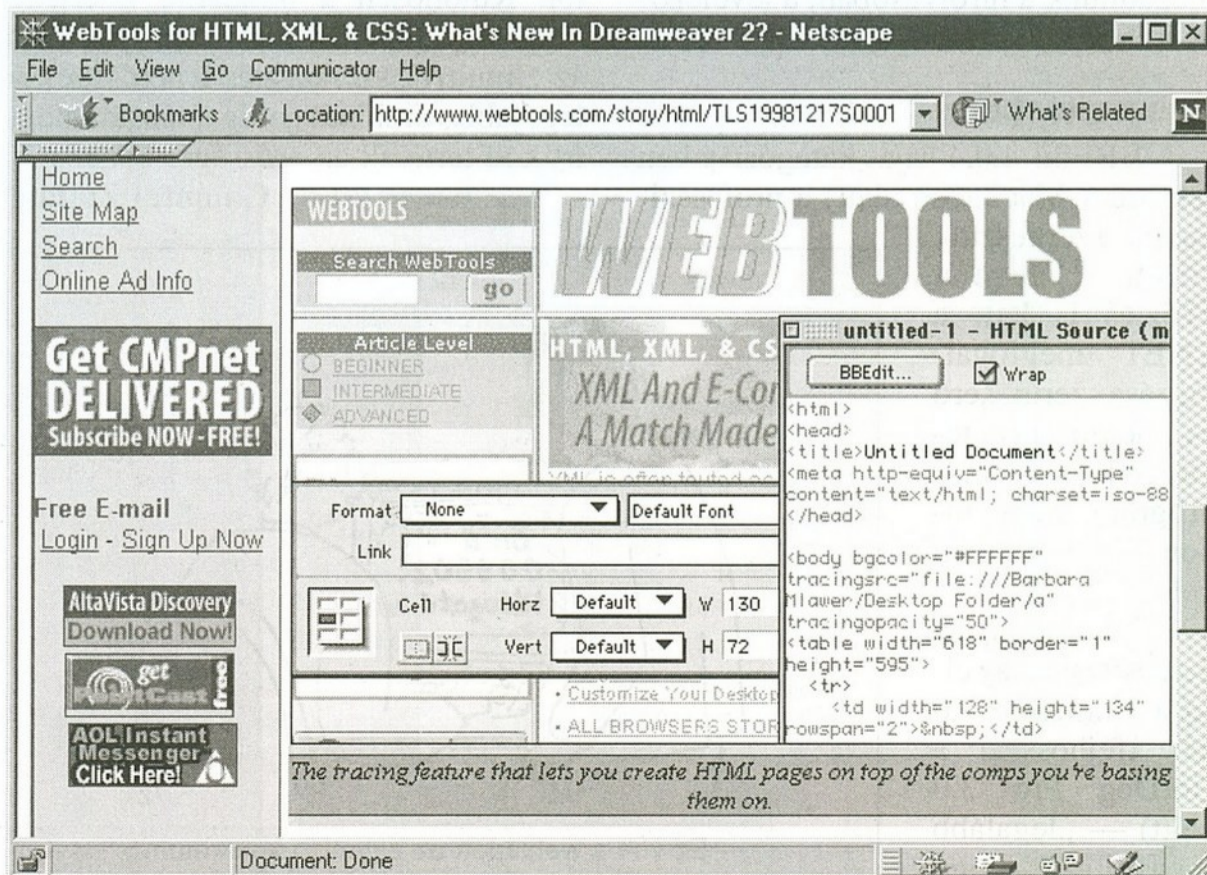 WebTools for HTML, XML, & CSS: What's New In Dreamweaver 2? - Netscape
File Edit View Go Communicator Help
Bookmarks Location: http://www.webtools.com/story/html/TLS19981217S0001 What's Related N
Home
Site Map
Search
Online Ad Info
Get CMPnet
DELIVERED
Subscribe NOW - FREE!
Free E-mail
Login - Sign Up Now
AltaVista Discovery
Download Now!
get
free
AOL Instant
Messenger
Click Here!
WEBTOOLS
Search WebTools
go
Article Level
BEGINNER
INTERMEDIATE
ADVANCED
WEBTOOLS
HTML, XML, & CS
XML And E-Con
A Match Made
XML is often touted as
Format None Default Font
Link
Cell Horz Default W 130
Vert Default H 72
• Customize Your Desktop
• ALL BROWSERS STOR
untitled-1 - HTML Source (m
BBEdit... Wrap
<html>
<head>
<title>Untitled Document</title>
<meta http-equiv="Content-Type"
content="text/html; charset=iso-88
</head>
<body bgcolor="#FFFFFF"
tracingsrc="file:///Barbara
Mlawer/Desktop Folder/a"
tracingopacity="50">
<table width="618" border="1"
height="595">
<tr>
<td width="128" height="134"
rowspan="2">&nbsp;</td>
The tracing feature that lets you create HTML pages on top of the comps you're basing
them on.
Document: Done